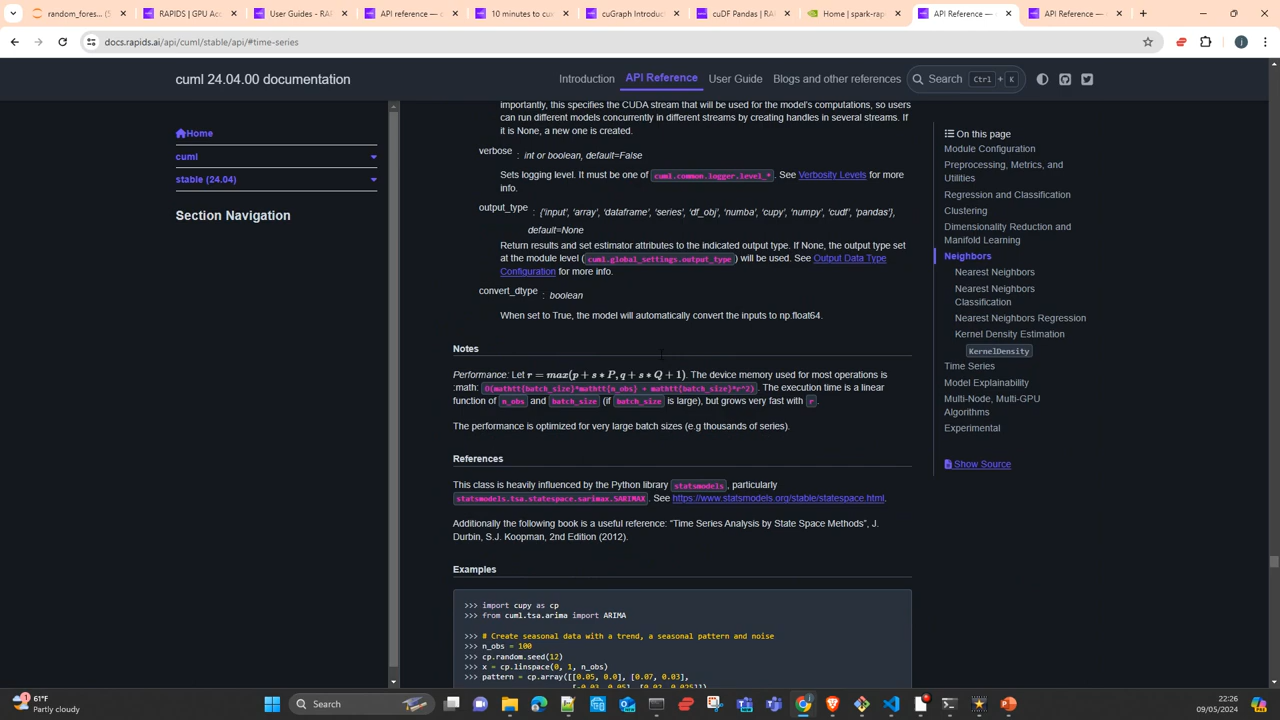 random_fores... (5
RAPIDS | GPU Acc
User Guides - RA
API reference — c
10 minutes to cu
cuGraph Introduc
cuDF Pandas | RA
Home | spark-rap
API Reference —
API Reference —
docs.rapids.ai/api/cuml/stable/api/#time-series
cuml 24.04.00 documentation
Introduction
API Reference
User Guide
Blogs and other references
Search Ctrl + K
Home
cuml
stable (24.04)
Section Navigation
importantly, this specifies the CUDA stream that will be used for the model's computations, so users
can run different models concurrently in different streams by creating handles in several streams. If
it is None, a new one is created.
verbose : int or boolean, default=False
Sets logging level. It must be one of cuml.common.logger.level_*. See Verbosity Levels for more
info.
output_type : {'input', 'array', 'dataframe', 'series', 'df_obj', 'numba', 'cupy', 'numpy', 'cudf', 'pandas'},
default=None
Return results and set estimator attributes to the indicated output type. If None, the output type set
at the module level (cuml.global_settings.output_type) will be used. See Output Data Type
Configuration for more info.
convert_dtype : boolean
When set to True, the model will automatically convert the inputs to np.float64.
Notes
Performance: Let r = max(p + s * P, q + s * Q + 1). The device memory used for most operations is
:math: O(mathtt{batch_size}*mathtt{n_obs} + mathtt{batch_size}*r^2). The execution time is a linear
function of n_obs and batch_size (if batch_size is large), but grows very fast with r.
The performance is optimized for very large batch sizes (e.g thousands of series).
References
This class is heavily influenced by the Python library statsmodels, particularly
statsmodels.tsa.statespace.sarimax.SARIMAX. See https://www.statsmodels.org/stable/statespace.html.
Additionally the following book is a useful reference: "Time Series Analysis by State Space Methods", J.
Durbin, S.J. Koopman, 2nd Edition (2012).
Examples
>>> import cupy as cp
>>> from cuml.tsa.arima import ARIMA
>>> # Create seasonal data with a trend, a seasonal pattern and noise
>>> n_obs = 100
>>> cp.random.seed(12)
>>> x = cp.linspace(0, 1, n_obs)
>>> pattern = cp.array([[0.05, 0.0], [0.07, 0.03],
[-0.03, 0.05], [0.02, 0.025]])
On this page
Module Configuration
Preprocessing, Metrics, and
Utilities
Regression and Classification
Clustering
Dimensionality Reduction and
Manifold Learning
Neighbors
Nearest Neighbors
Nearest Neighbors
Classification
Nearest Neighbors Regression
Kernel Density Estimation
KernelDensity
Time Series
Model Explainability
Multi-Node, Multi-GPU
Algorithms
Experimental
Show Source
61°F
Partly cloudy
Search
22:26
09/05/2024